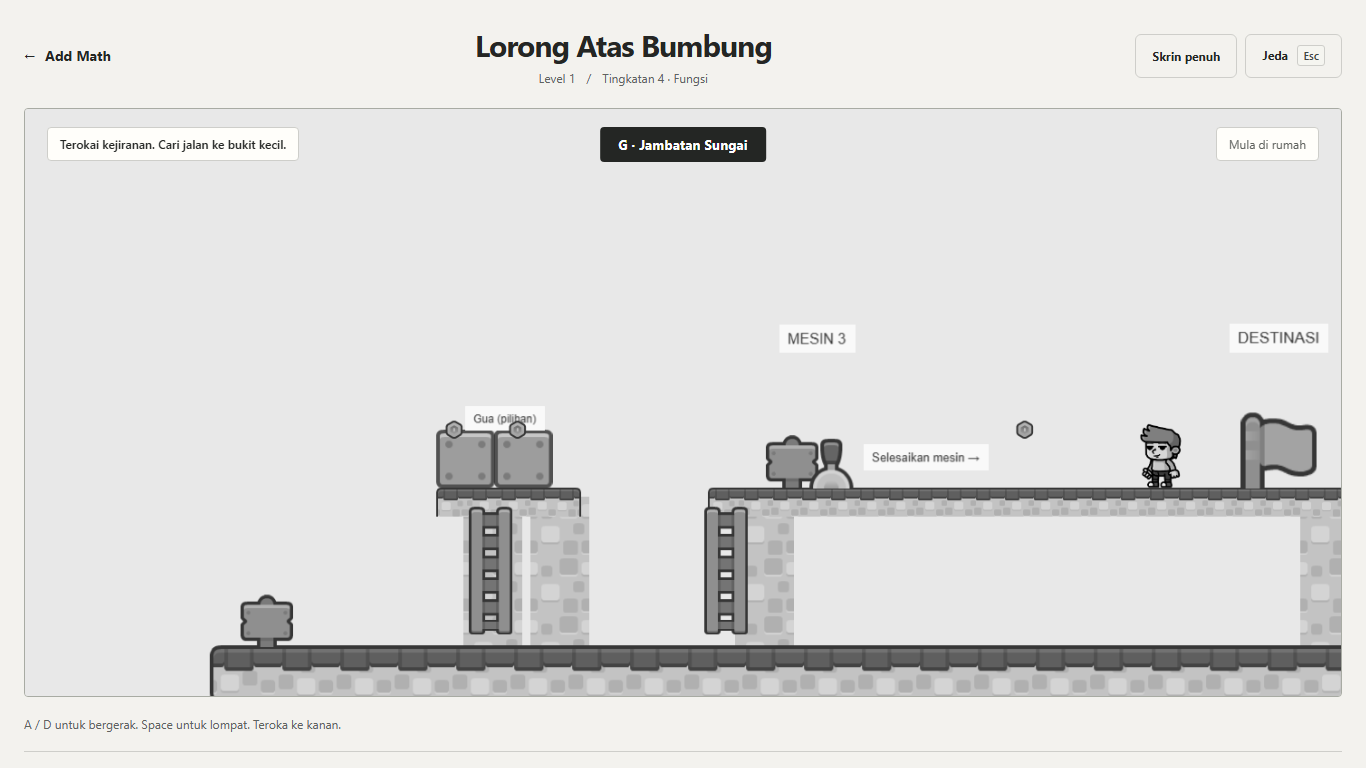 ← Add Math
Lorong Atas Bumbung
Level 1 / Tingkatan 4 · Fungsi
Skrin penuh
Jeda Esc
Terokai kejiranan. Cari jalan ke bukit kecil.
G · Jambatan Sungai
Mula di rumah
MESIN 3
DESTINASI
Gua (pilihan)
Selesaikan mesin →
A / D untuk bergerak. Space untuk lompat. Teroka ke kanan.